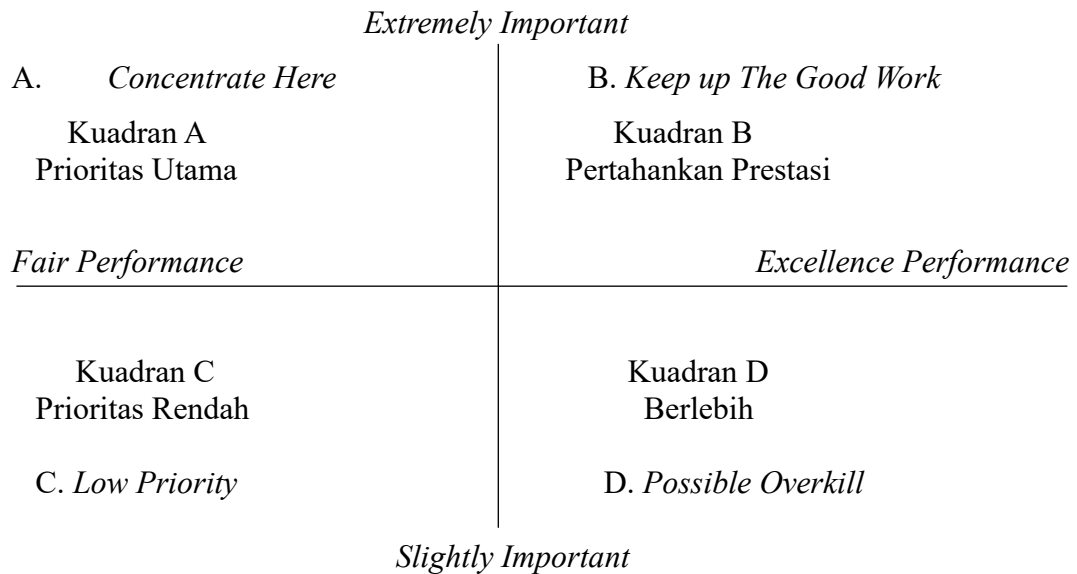 Extremely Important
A. Concentrate Here
B. Keep up The Good Work
Kuadran A
Prioritas Utama
Kuadran B
Pertahankan Prestasi
Fair Performance
Excellence Performance
Kuadran C
Prioritas Rendah
Kuadran D
Berlebih
C. Low Priority
D. Possible Overkill
Slightly Important